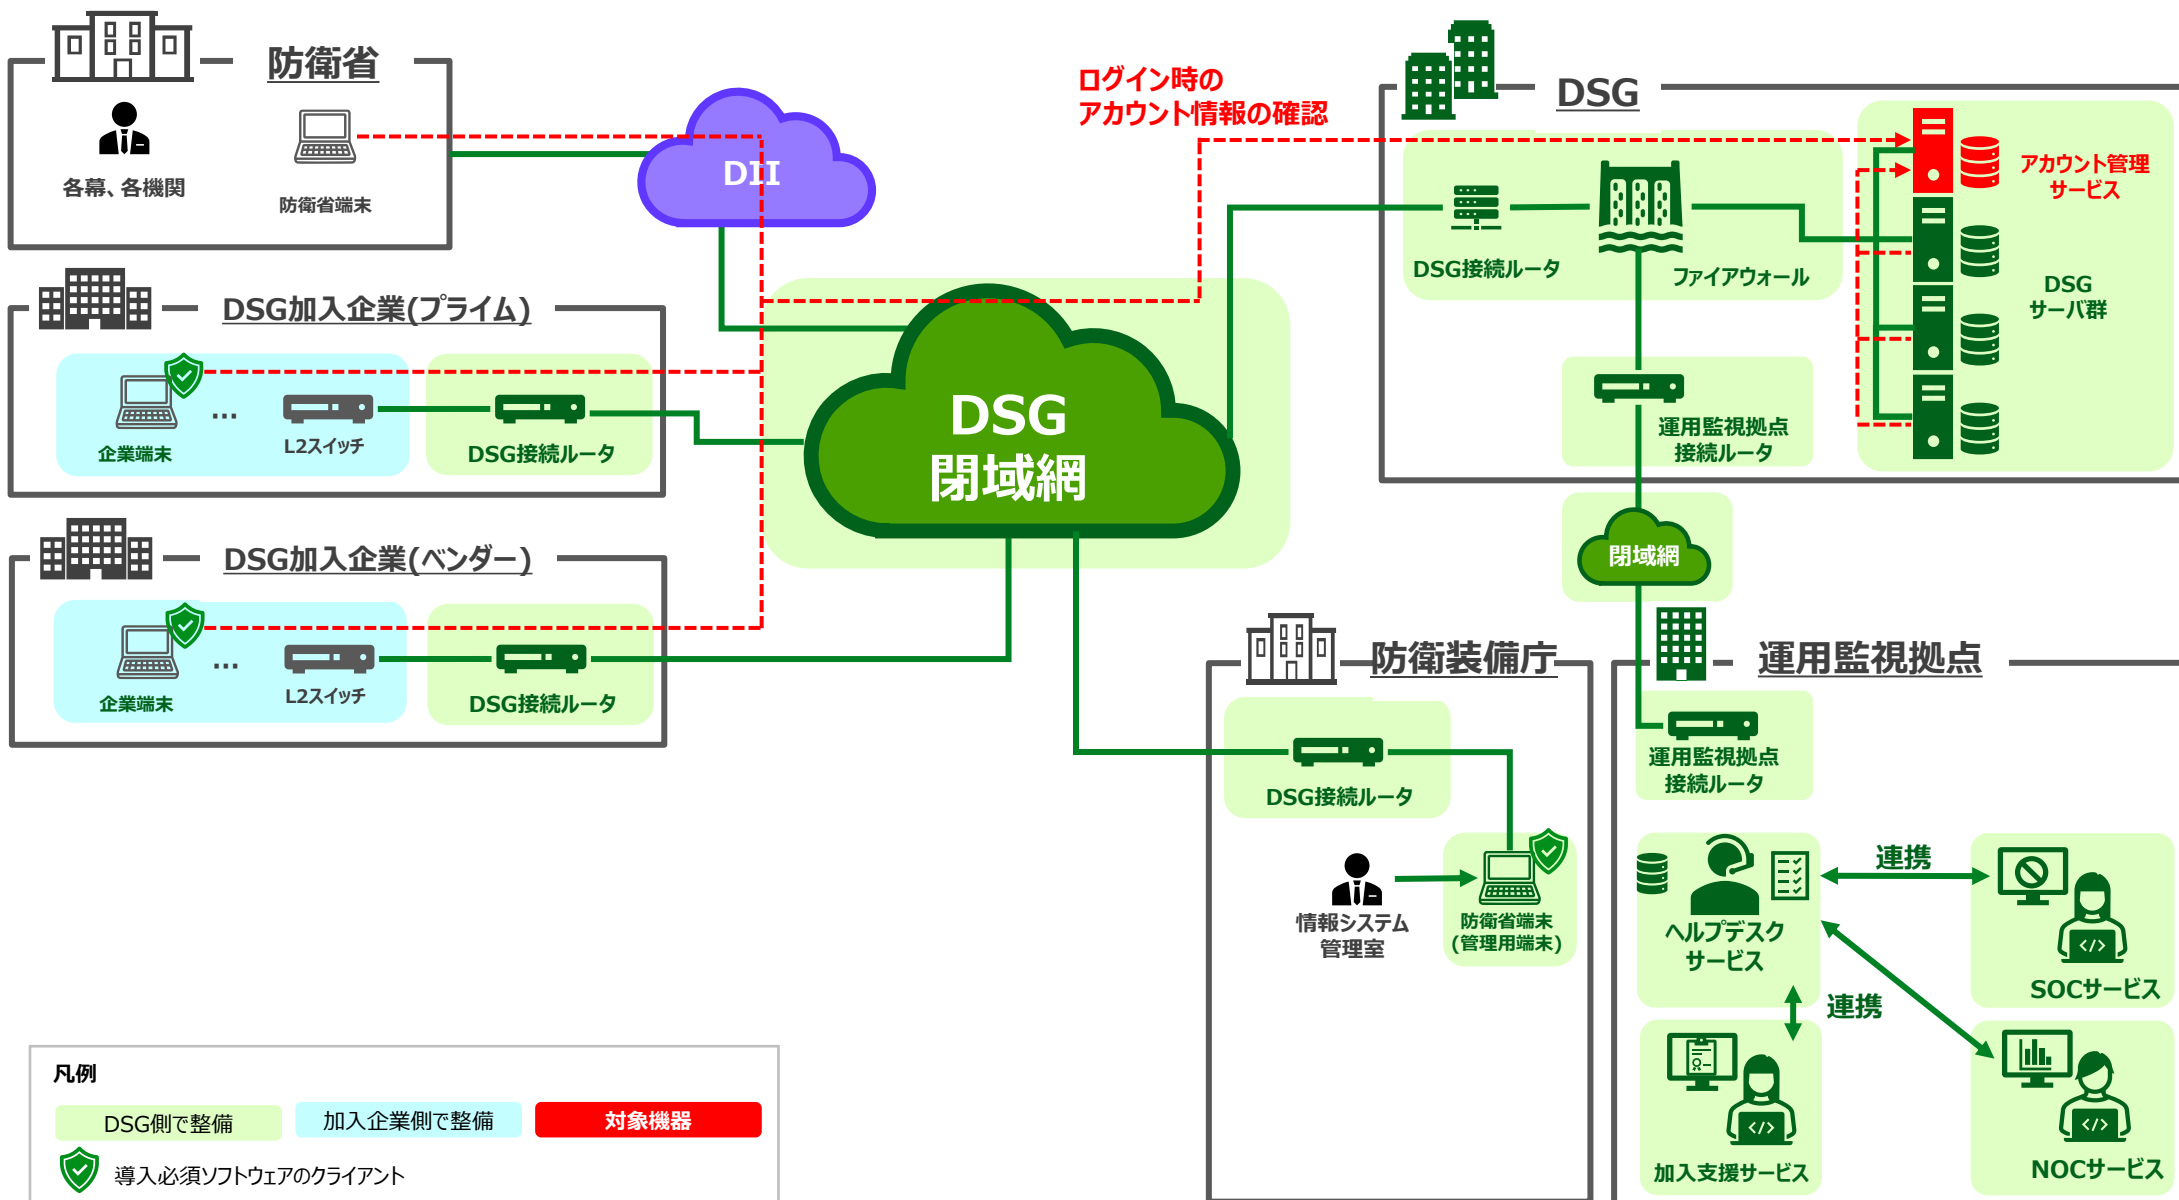 防衛省
各幕、各機関
防衛省端末
DII
ログイン時の
アカウント情報の確認
DSG
DSG接続ルータ
ファイアウォール
アカウント管理
サービス
DSG
サーバ群
運用監視拠点
接続ルータ
DSG加入企業(プライム)
企業端末
...
L2スイッチ
DSG接続ルータ
DSG
閉域網
DSG加入企業(ベンダー)
企業端末
...
L2スイッチ
DSG接続ルータ
閉域網
防衛装備庁
DSG接続ルータ
情報システム
管理室
防衛省端末
(管理用端末)
運用監視拠点
運用監視拠点
接続ルータ
ヘルプデスク
サービス
連携
</>
SOCサービス
連携
</>
加入支援サービス
</>
NOCサービス
凡例
DSG側で整備
加入企業側で整備
対象機器
導入必須ソフトウェアのクライアント